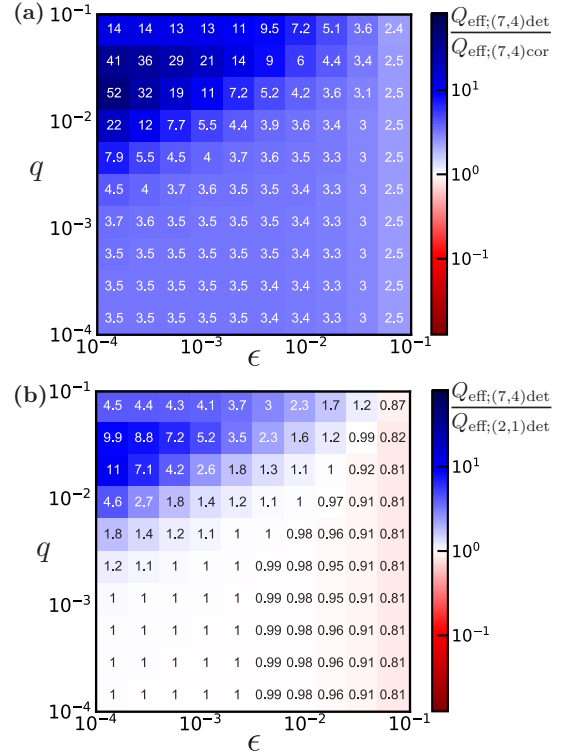 (a)
10⁻¹
14 14 13 13 11 9.5 7.2 5.1 3.6 2.4
41 36 29 21 14 9 6 4.4 3.4 2.5
52 32 19 11 7.2 5.2 4.2 3.6 3.1 2.5
10⁻²
22 12 7.7 5.5 4.4 3.9 3.6 3.4 3 2.5
7.9 5.5 4.5 4 3.7 3.6 3.5 3.3 3 2.5
q
4.5 4 3.7 3.6 3.5 3.5 3.4 3.3 3 2.5
10⁻³
3.7 3.6 3.5 3.5 3.5 3.4 3.4 3.3 3 2.5
3.5 3.5 3.5 3.5 3.5 3.4 3.4 3.3 3 2.5
3.5 3.5 3.5 3.5 3.5 3.4 3.4 3.3 3 2.5
3.5 3.5 3.5 3.5 3.5 3.4 3.4 3.3 3 2.5
10⁻⁴
10⁻⁴ 10⁻³ ϵ 10⁻² 10⁻¹
Q_eff;(7,4)det
Q_eff;(7,4)cor
10¹
10⁰
10⁻¹
(b)
10⁻¹
4.5 4.4 4.3 4.1 3.7 3 2.3 1.7 1.2 0.87
9.9 8.8 7.2 5.2 3.5 2.3 1.6 1.2 0.99 0.82
11 7.1 4.2 2.6 1.8 1.3 1.1 1 0.92 0.81
10⁻²
4.6 2.7 1.8 1.4 1.2 1.1 1 0.97 0.91 0.81
1.8 1.4 1.2 1.1 1 1 0.98 0.96 0.91 0.81
q
1.2 1.1 1 1 1 0.99 0.98 0.95 0.91 0.81
10⁻³
1 1 1 1 1 0.99 0.98 0.96 0.91 0.81
1 1 1 1 1 0.99 0.98 0.96 0.91 0.81
1 1 1 1 1 0.99 0.98 0.96 0.91 0.81
1 1 1 1 1 0.99 0.98 0.96 0.91 0.81
10⁻⁴
10⁻⁴ 10⁻³ ϵ 10⁻² 10⁻¹
Q_eff;(7,4)det
Q_eff;(2,1)det
10¹
10⁰
10⁻¹